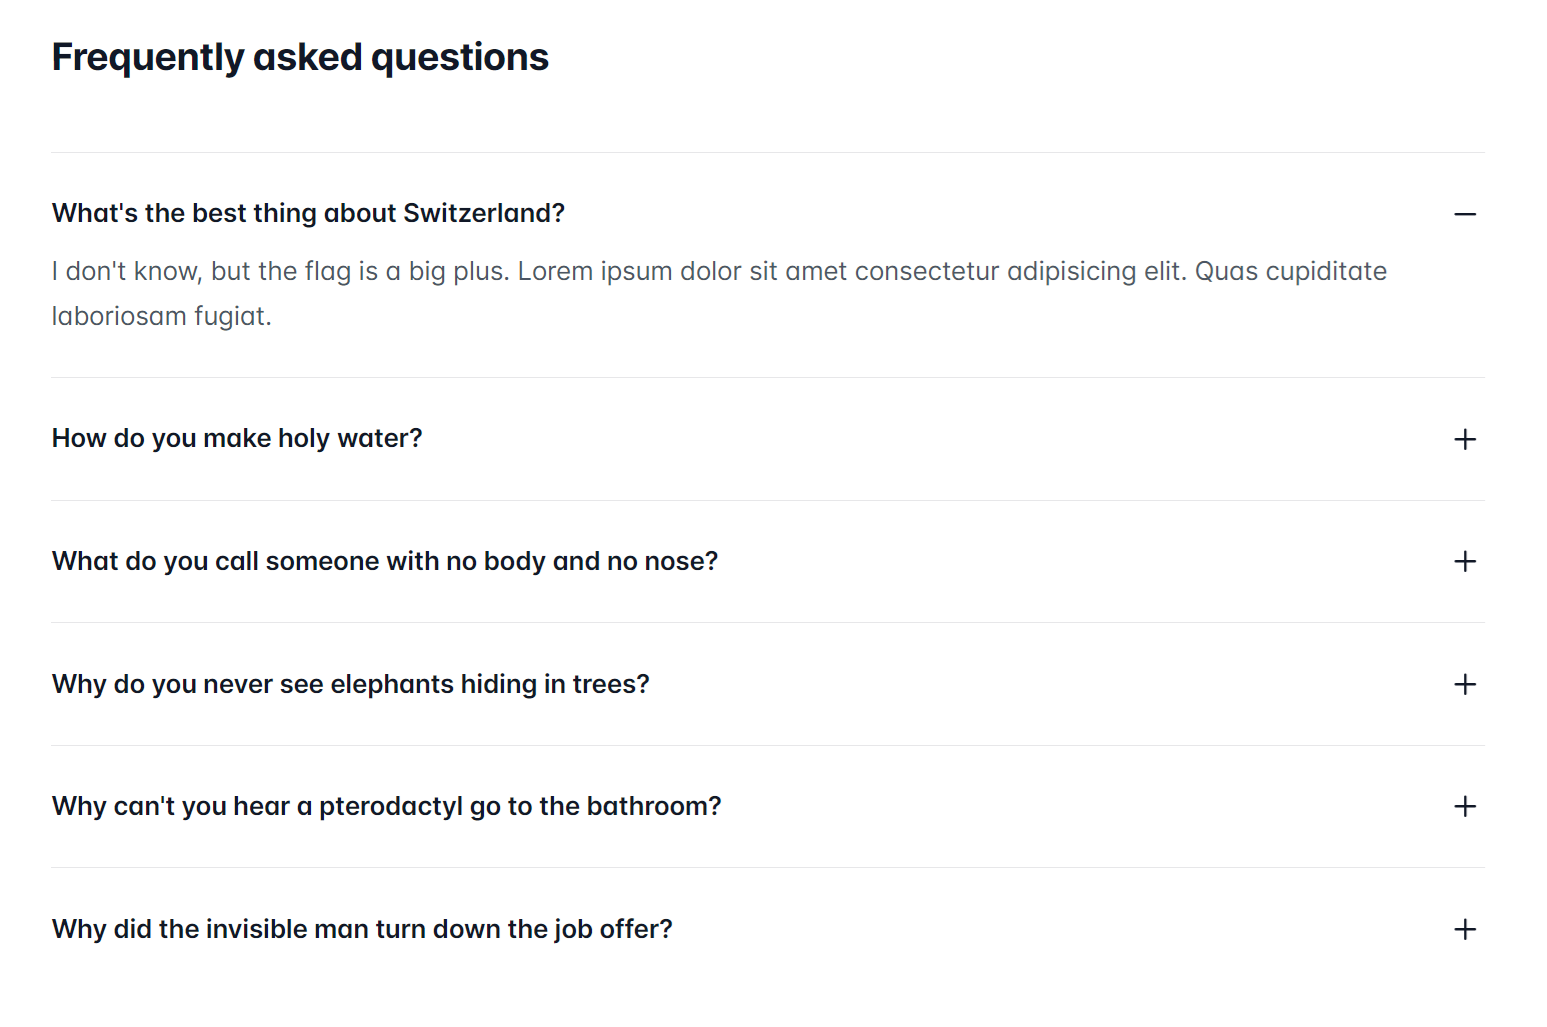 Frequently asked questions
What's the best thing about Switzerland?
I don't know, but the flag is a big plus. Lorem ipsum dolor sit amet consectetur adipisicing elit. Quas cupiditate
laboriosam fugiat.
How do you make holy water?
What do you call someone with no body and no nose?
Why do you never see elephants hiding in trees?
Why can't you hear a pterodactyl go to the bathroom?
Why did the invisible man turn down the job offer?